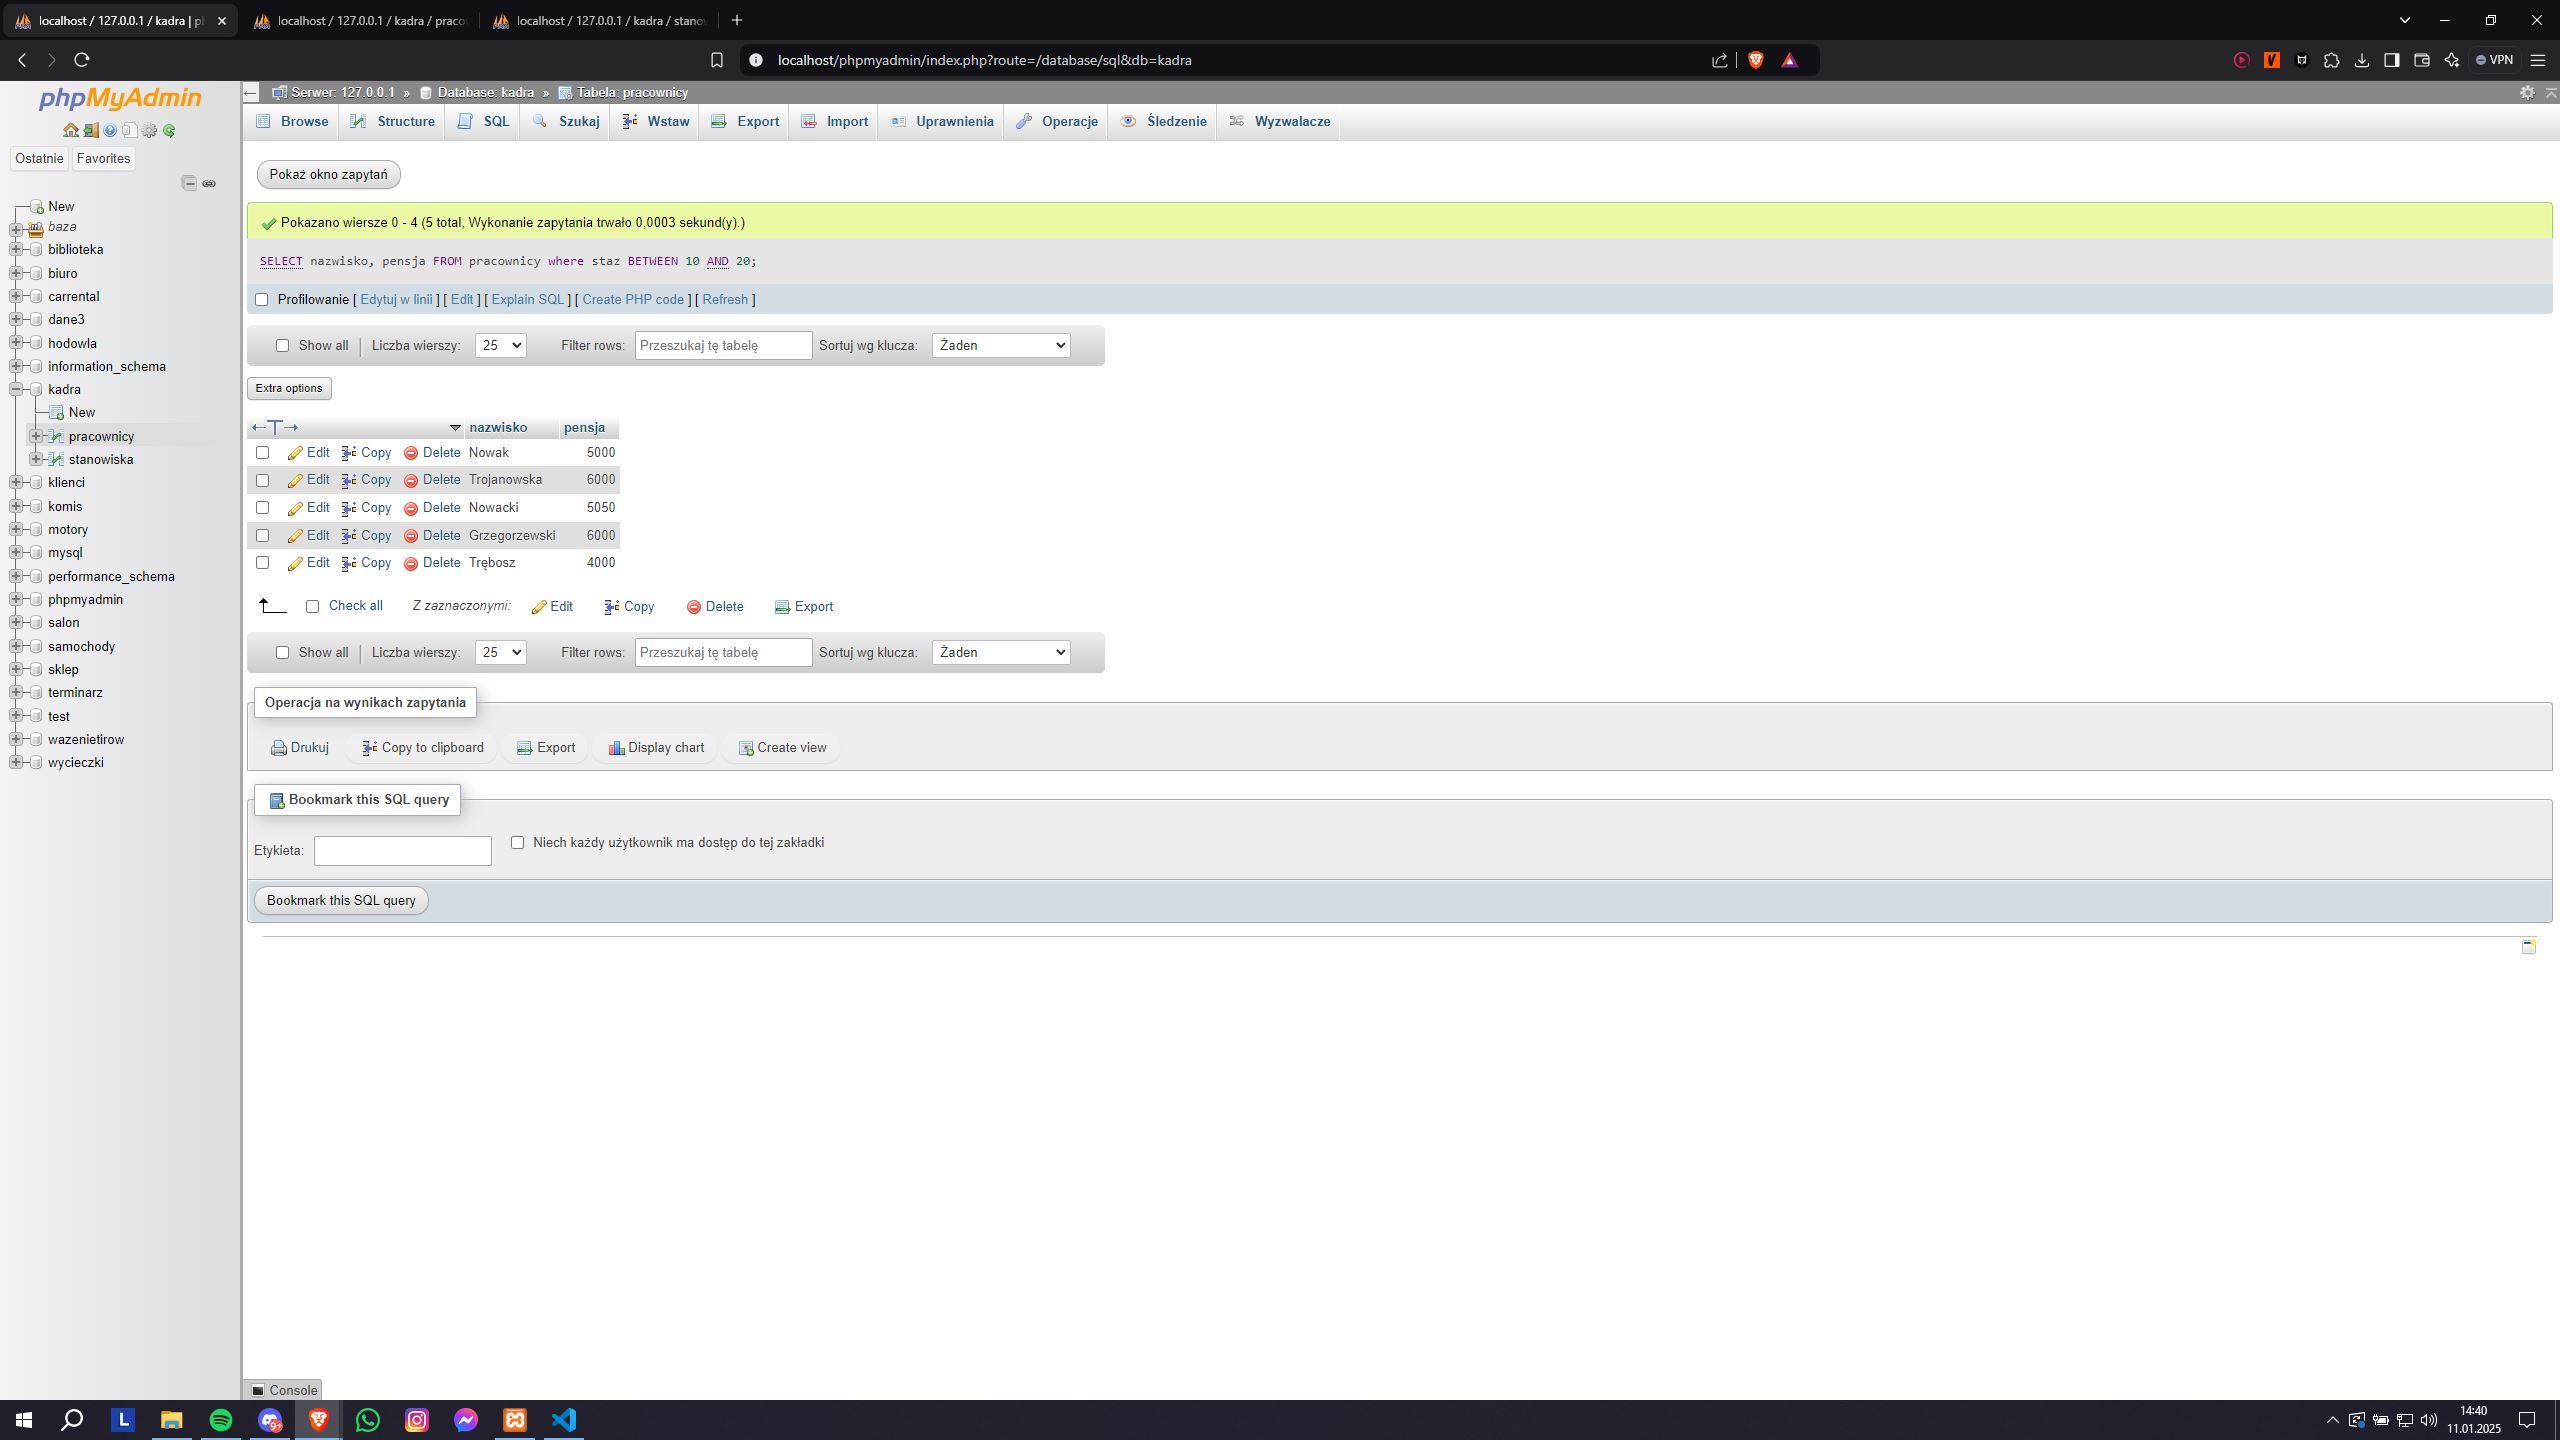 localhost / 127.0.0.1 / kadra | p
localhost / 127.0.0.1 / kadra / praco
localhost / 127.0.0.1 / kadra / stano
localhost/phpmyadmin/index.php?route=/database/sql&db=kadra
VPN
phpMyAdmin
Ostatnie
Favorites
New
baza
biblioteka
biuro
carrental
dane3
hodowla
information_schema
kadra
New
pracownicy
stanowiska
klienci
komis
motory
mysql
performance_schema
phpmyadmin
salon
samochody
sklep
terminarz
test
wazenietirow
wycieczki
Serwer: 127.0.0.1 » Database: kadra » Tabela: pracownicy
Browse Structure SQL Szukaj Wstaw Export Import Uprawnienia Operacje Śledzenie Wyzwalacze
Pokaż okno zapytań
Pokazano wiersze 0 - 4 (5 total, Wykonanie zapytania trwało 0,0003 sekund(y).)
SELECT nazwisko, pensja FROM pracownicy where staz BETWEEN 10 AND 20;
Profilowanie [ Edytuj w linii ] [ Edit ] [ Explain SQL ] [ Create PHP code ] [ Refresh ]
Show all Liczba wierszy: 25 Filter rows: Przeszukaj tę tabelę Sortuj wg klucza: Żaden
Extra options
nazwisko pensja
Edit Copy Delete Nowak 5000
Edit Copy Delete Trojanowska 6000
Edit Copy Delete Nowacki 5050
Edit Copy Delete Grzegorzewski 6000
Edit Copy Delete Trębosz 4000
Check all Z zaznaczonymi: Edit Copy Delete Export
Show all Liczba wierszy: 25 Filter rows: Przeszukaj tę tabelę Sortuj wg klucza: Żaden
Operacja na wynikach zapytania
Drukuj Copy to clipboard Export Display chart Create view
Bookmark this SQL query
Etykieta: Niech każdy użytkownik ma dostęp do tej zakładki
Bookmark this SQL query
Console
L
9+
14:40
11.01.2025